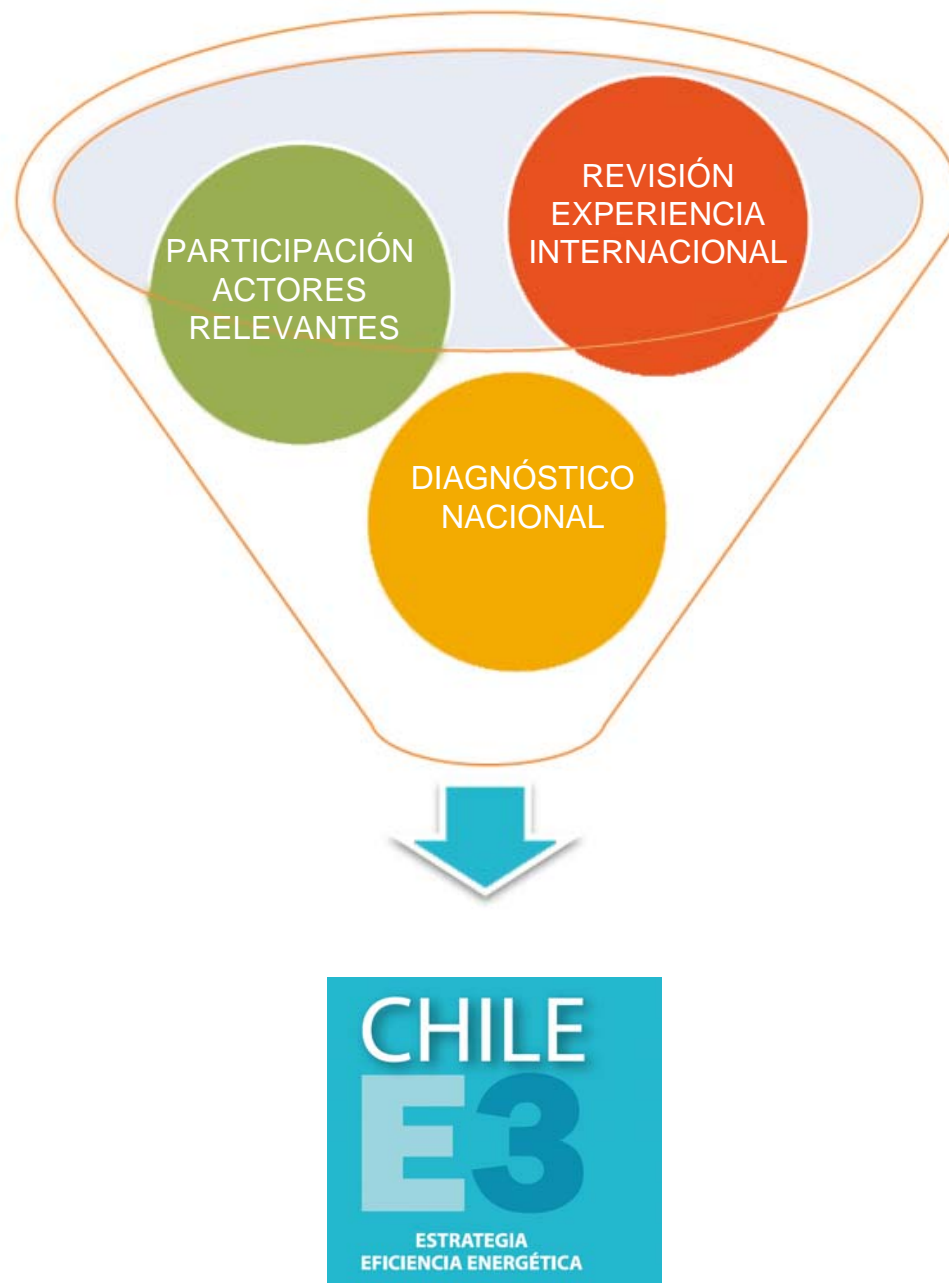 REVISIÓN
EXPERIENCIA
INTERNACIONAL
PARTICIPACIÓN
ACTORES
RELEVANTES
DIAGNÓSTICO
NACIONAL
CHILE
E3
ESTRATEGIA
EFICIENCIA ENERGÉTICA